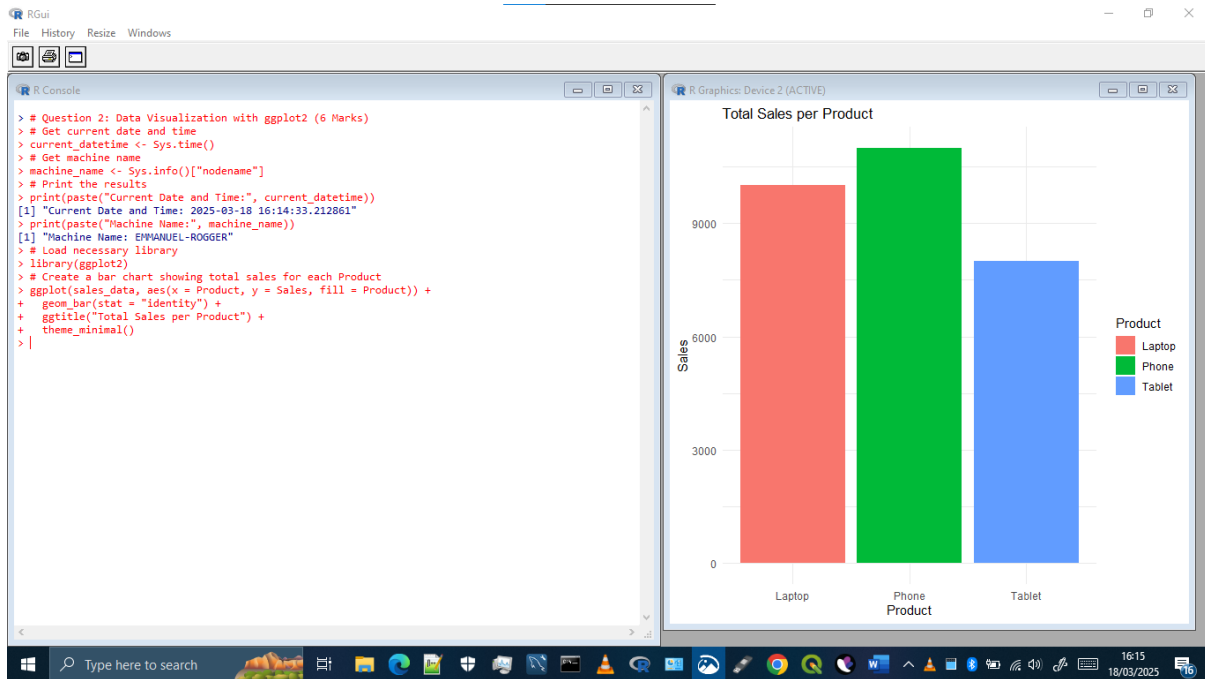 RGui
File History Resize Windows
R Console
> # Question 2: Data Visualization with ggplot2 (6 Marks)
> # Get current date and time
> current_datetime <- Sys.time()
> # Get machine name
> machine_name <- Sys.info()["nodename"]
> # Print the results
> print(paste("Current Date and Time:", current_datetime))
[1] "Current Date and Time: 2025-03-18 16:14:33.212861"
> print(paste("Machine Name:", machine_name))
[1] "Machine Name: EMMANUEL-ROGGER"
> # Load necessary library
> library(ggplot2)
> # Create a bar chart showing total sales for each Product
> ggplot(sales_data, aes(x = Product, y = Sales, fill = Product)) +
+   geom_bar(stat = "identity") +
+   ggtitle("Total Sales per Product") +
+   theme_minimal()
>
R Graphics: Device 2 (ACTIVE)
Total Sales per Product
9000
6000
3000
0
Sales
Laptop Phone Tablet
Product
Product
Laptop
Phone
Tablet
Type here to search
16:15
18/03/2025
16